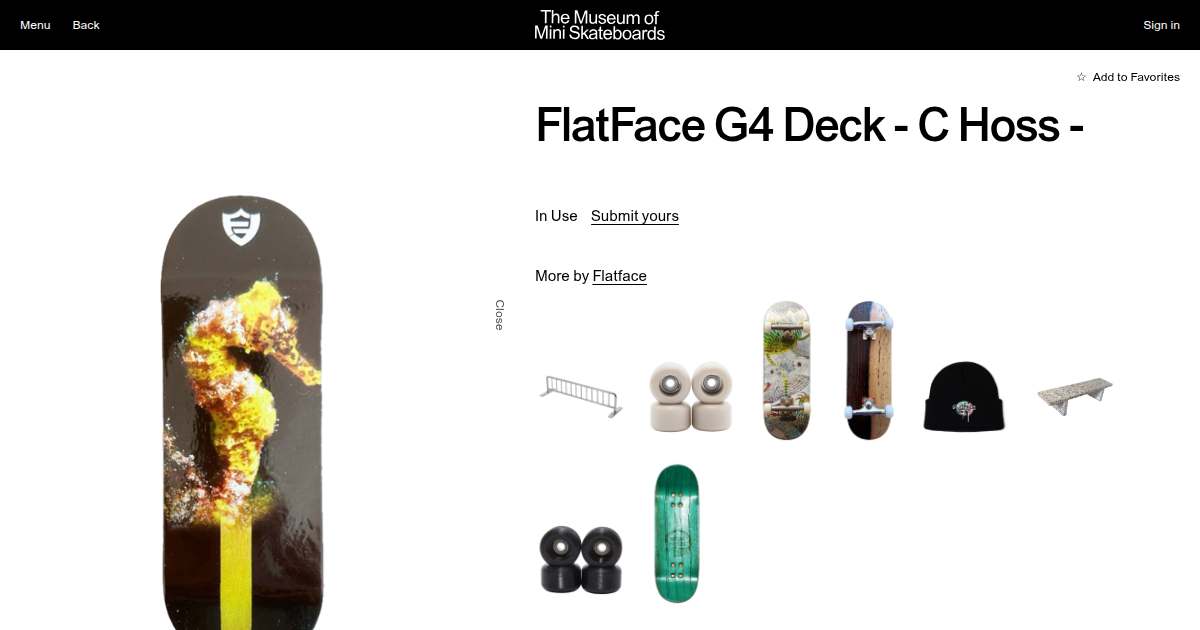 Menu
Back
The Museum of
Mini Skateboards
Sign in
☆ Add to Favorites
FlatFace G4 Deck - C Hoss -
In Use
Submit yours
More by Flatface
Close